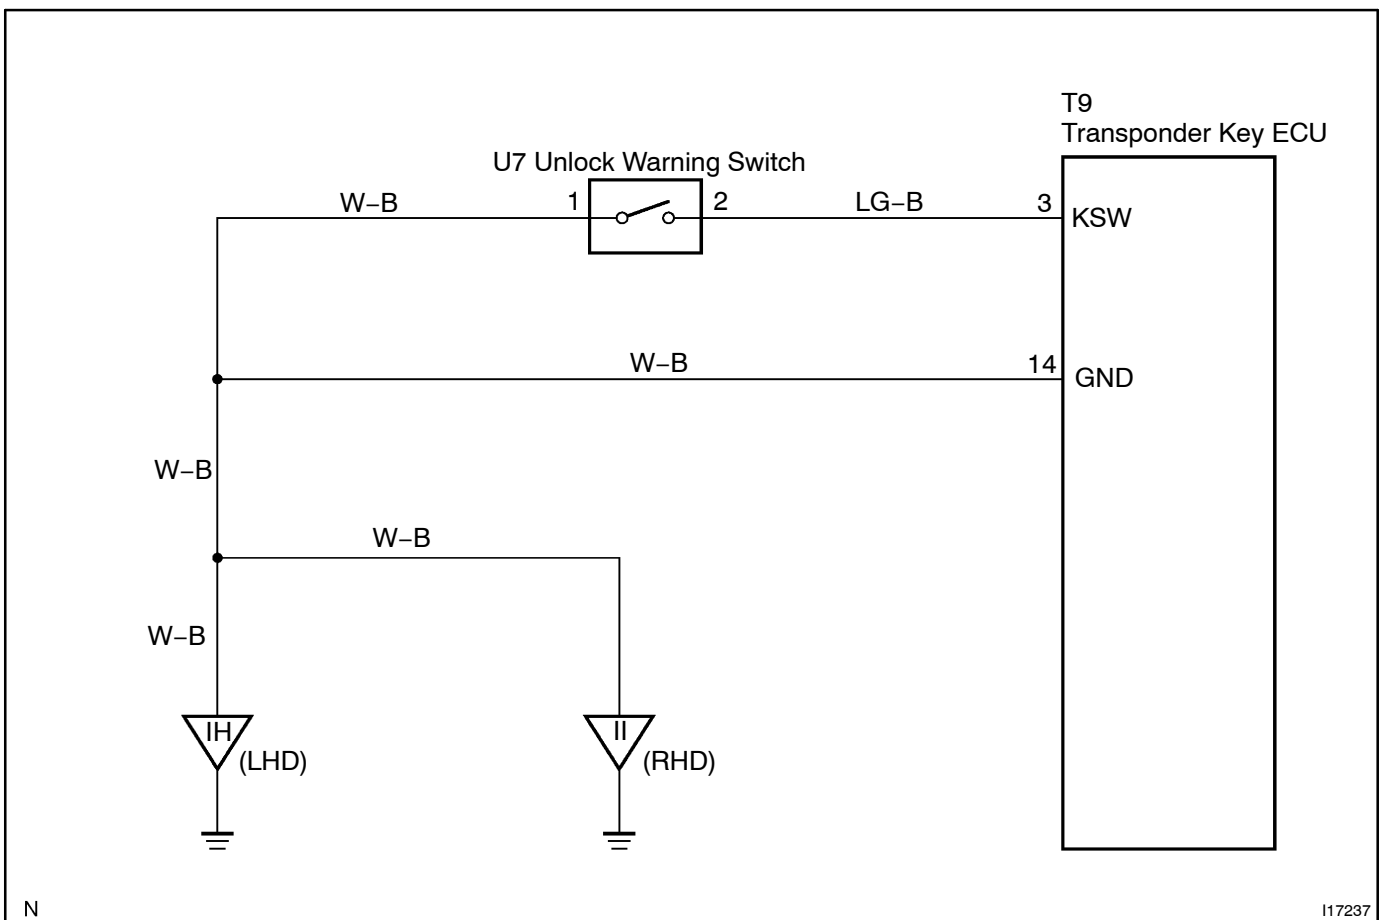 T9
Transponder Key ECU
U7 Unlock Warning Switch
W–B
1
2
LG–B
3
KSW
W–B
14
GND
W–B
W–B
W–B
IH
(LHD)
II
(RHD)
N
I17237